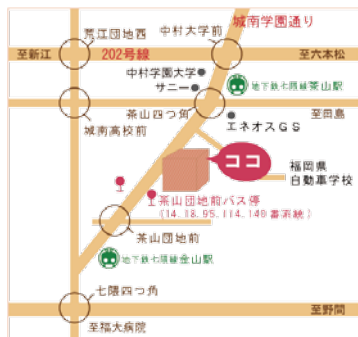 城南学園通り
荒江団地西
中村大学前
至新江
202号線
至六本松
中村学園大学
サニー
地下鉄七隈線茶山駅
茶山四つ角
至田島
城南高校前
エネオスGS
ココ
福岡県
自動車学校
茶山団地前バス停
(14.18.95.114.140番系統)
茶山団地前
地下鉄七隈線金山駅
七隈四つ角
至野間
至福大病院